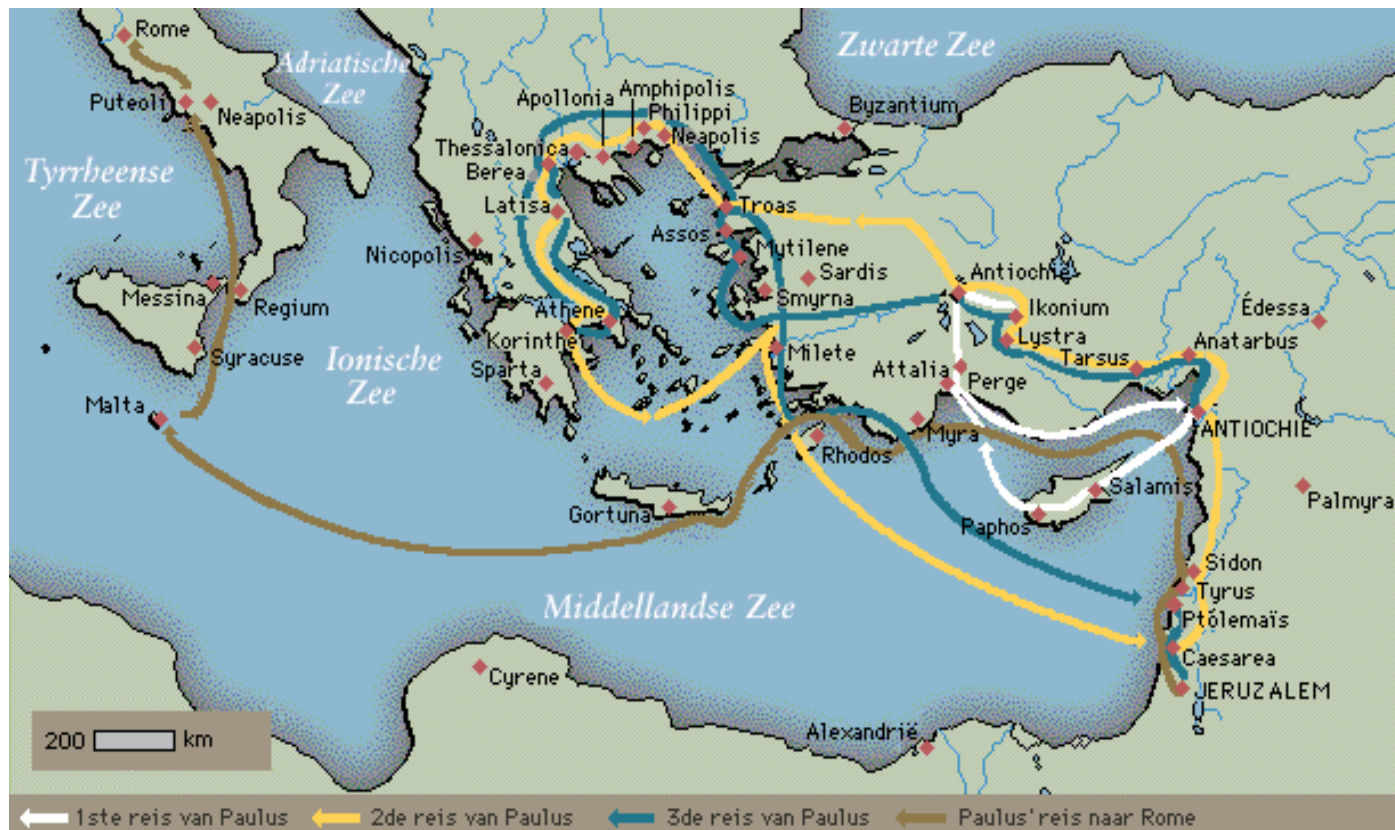 Rome
Zwarte Zee
Adriatische
Zee
Amphipolis
Apollonia
Philippi
Byzantium
Puteoli
Neapolis
Neapolis
Thessalonica
Berea
Tyrrheense
Zee
Latisa
Troas
Assos
Nicopolis
Mytilene
Sardis
Antiochië
Messina
Regium
Smyrna
Ikonium
Édessa
Athene
Korinthe
Lystra
Anatarbus
Syracuse
Ionische
Zee
Milete
Tarsus
Sparta
Attalia
Perge
Malta
Myra
ANTIOCHIË
Rhodos
Salamis
Palmyra
Gortuna
Paphos
Sidon
Tyrus
Middellandse Zee
Ptolemaïs
Cyrene
Caesarea
JERUZALEM
Alexandrië
200 km
1ste reis van Paulus
2de reis van Paulus
3de reis van Paulus
Paulus' reis naar Rome